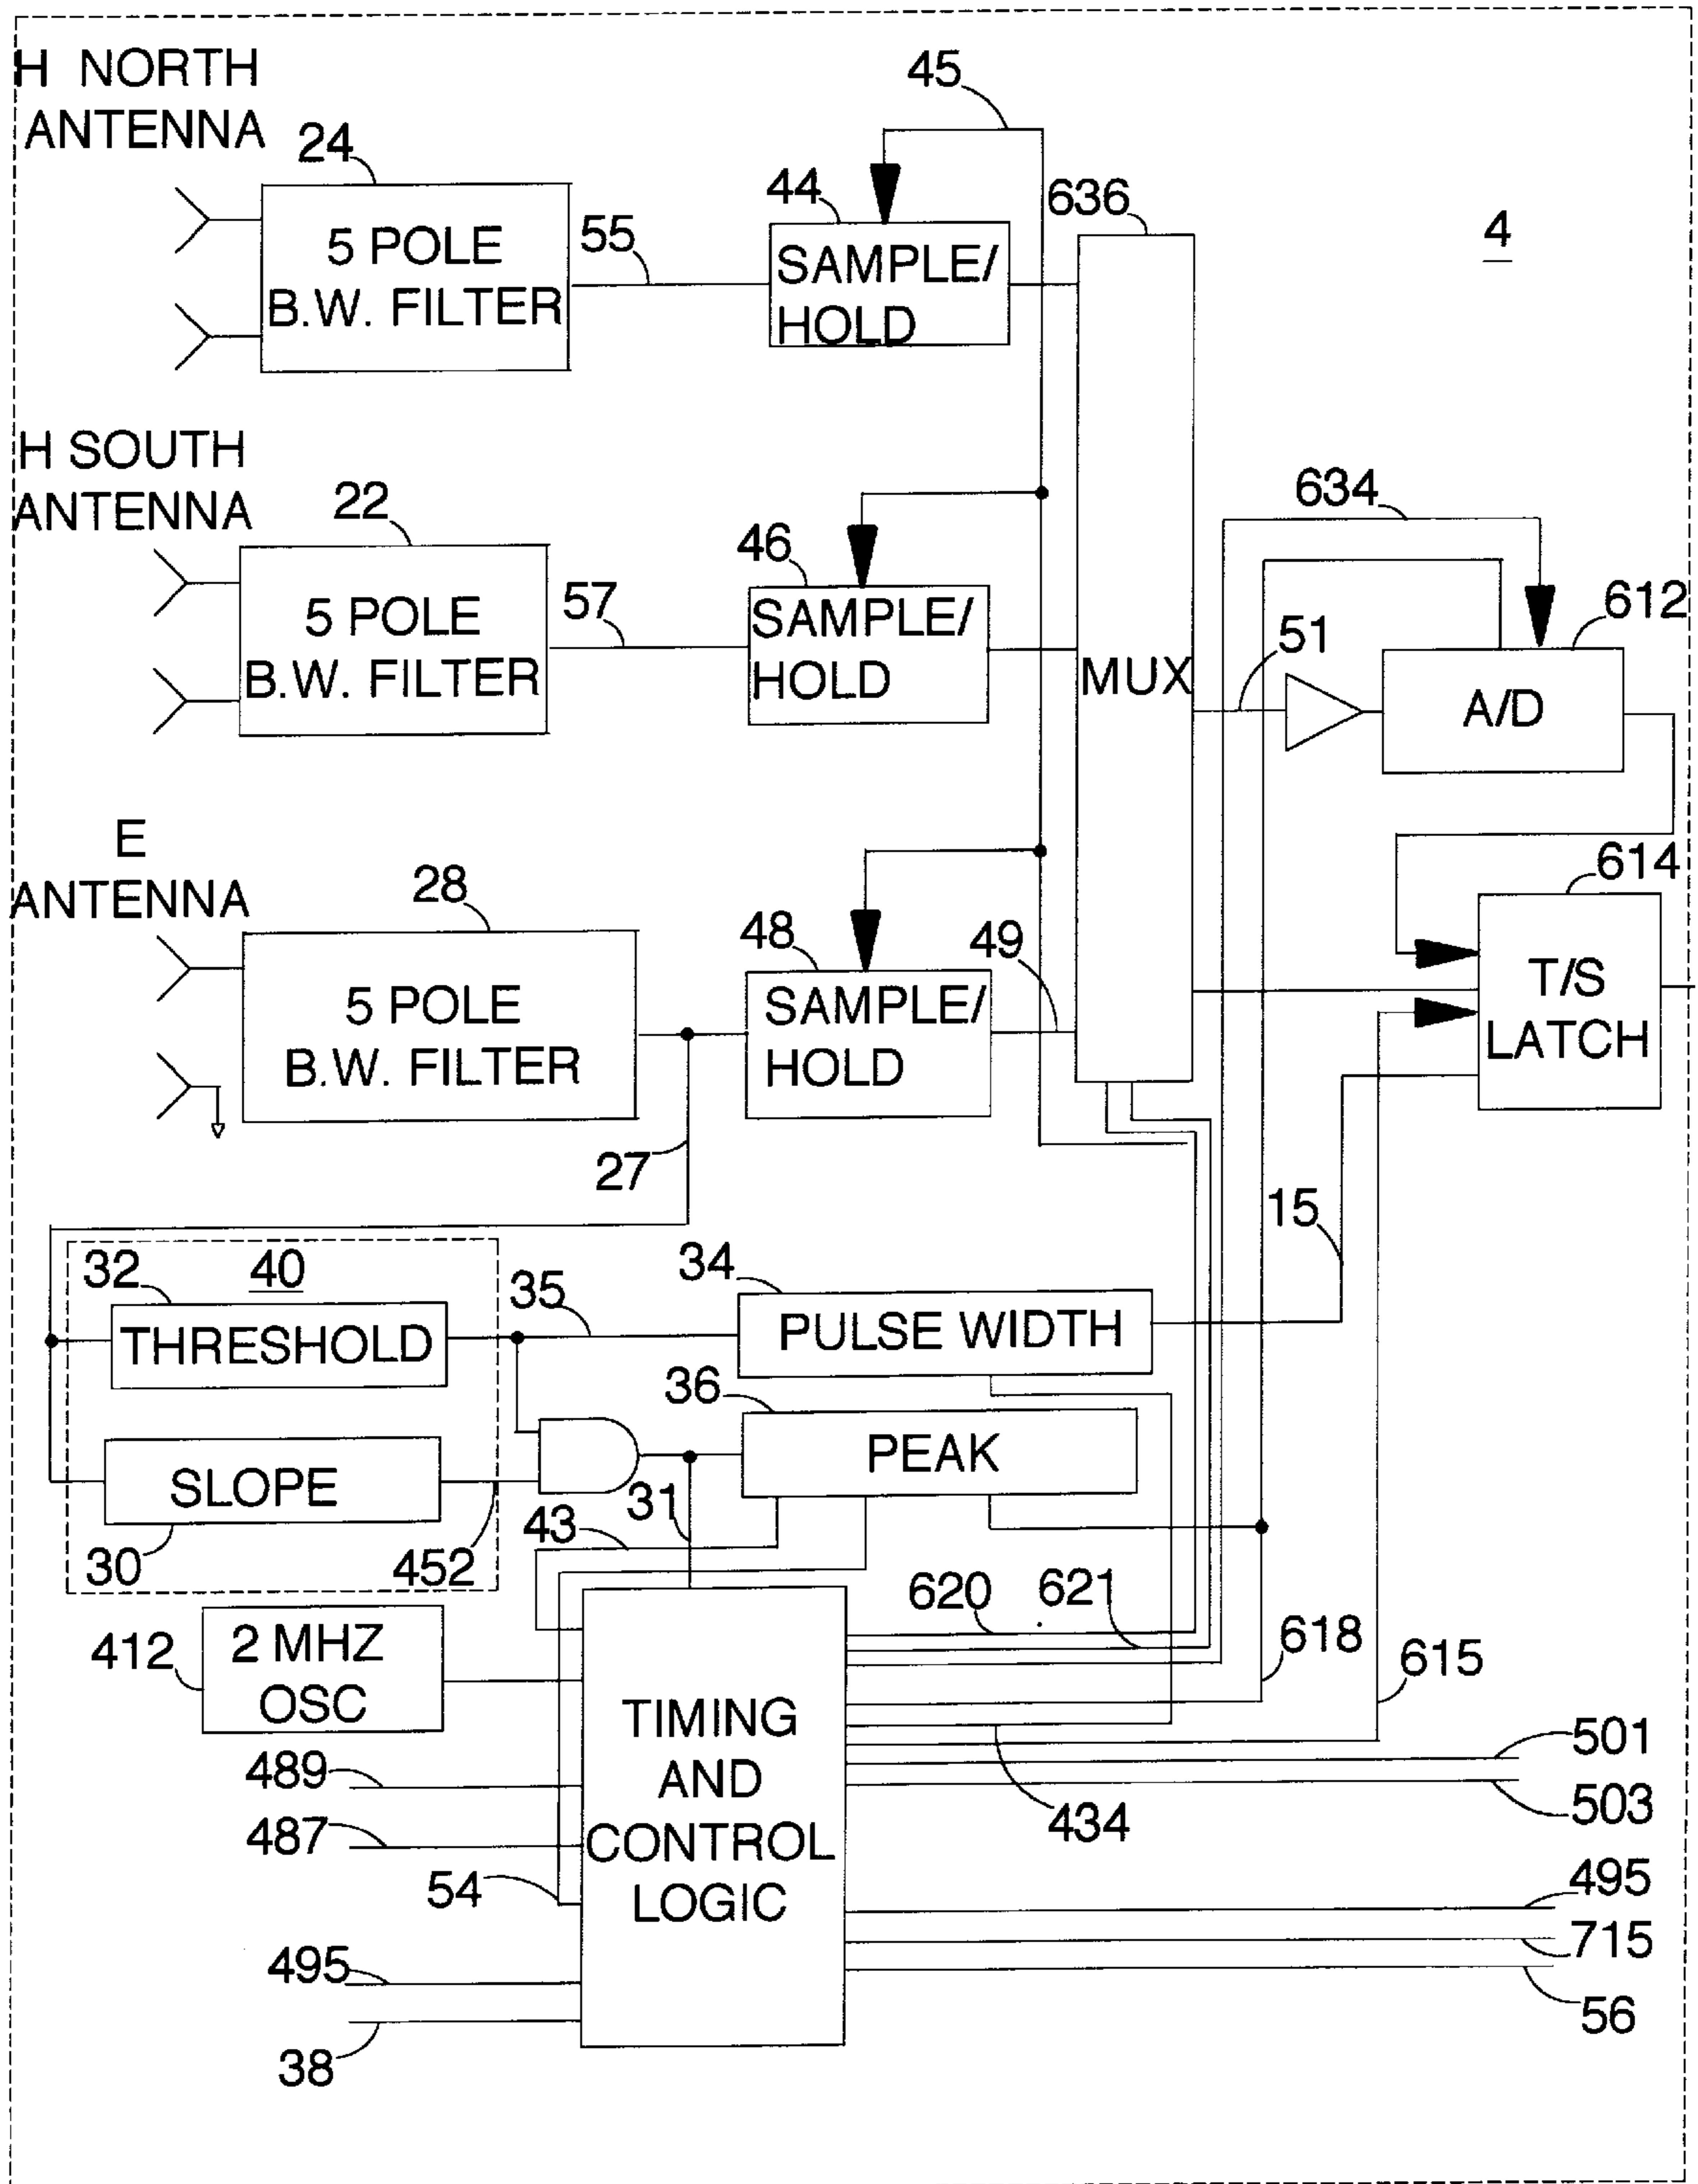 H NORTH
ANTENNA
24
5 POLE
B.W. FILTER
55
44
SAMPLE/
HOLD
45
636
4
H SOUTH
ANTENNA
22
5 POLE
B.W. FILTER
57
46
SAMPLE/
HOLD
MUX
634
51
612
A/D
E
ANTENNA
28
5 POLE
B.W. FILTER
27
48
SAMPLE/
HOLD
49
614
T/S
LATCH
15
32
40
THRESHOLD
35
34
PULSE WIDTH
36
PEAK
SLOPE
30
452
43
31
412
2 MHZ
OSC
620
621
618
615
TIMING
AND
CONTROL
LOGIC
489
487
54
434
501
503
495
715
56
495
38